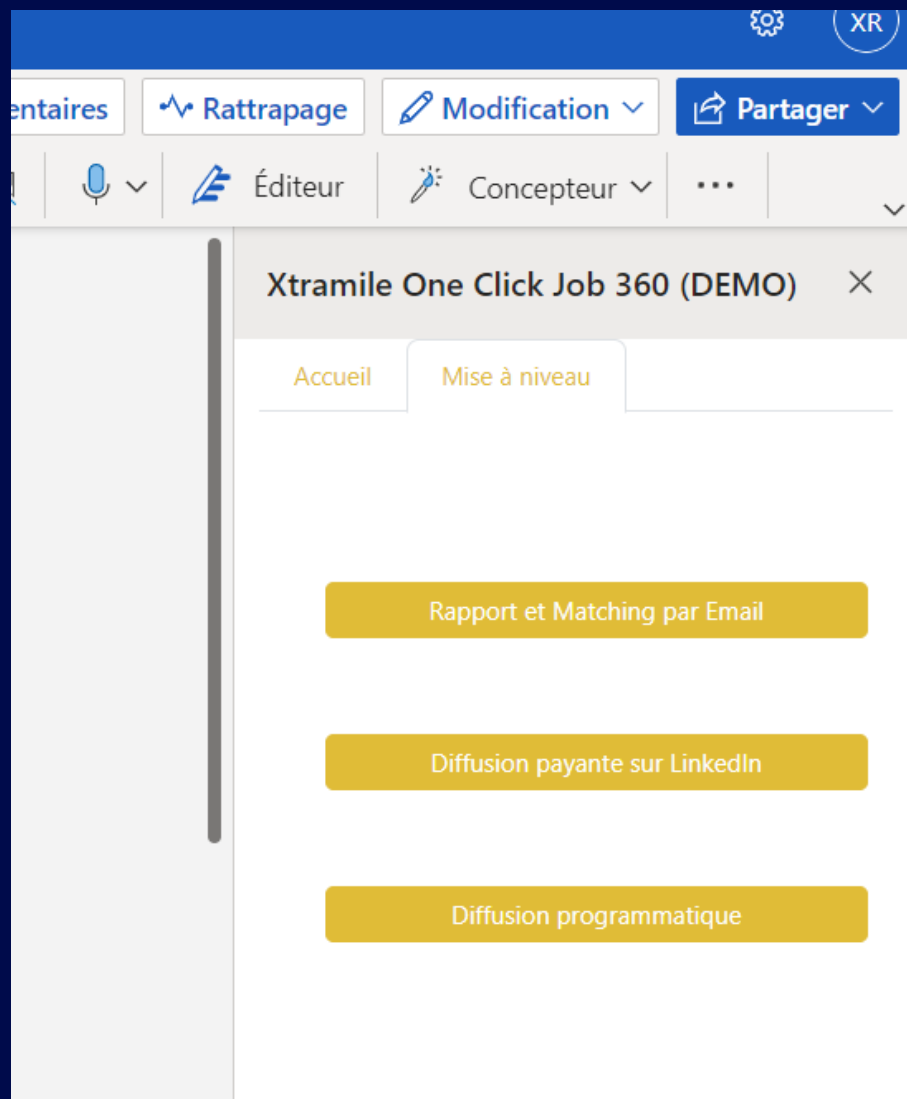 XR
entaires
Rattrapage
Modification
Partager
Éditeur
Concepteur
Xtramile One Click Job 360 (DEMO)
Accueil
Mise à niveau
Rapport et Matching par Email
Diffusion payante sur LinkedIn
Diffusion programmatique